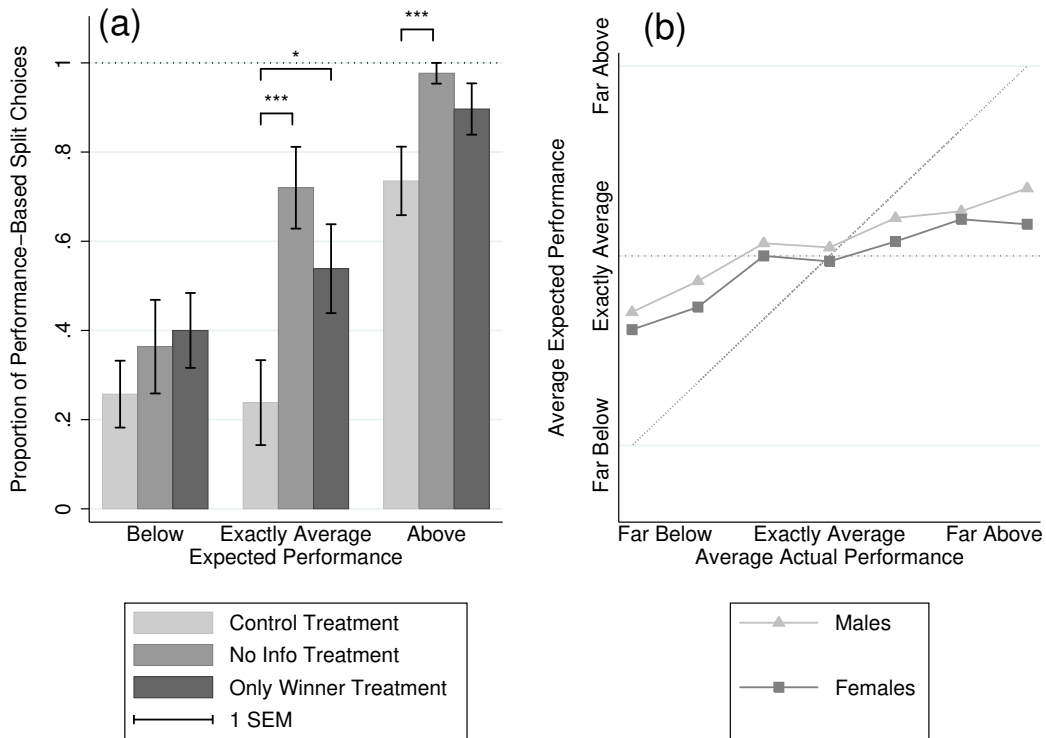 (a)
Proportion of Performance−Based Split Choices
1
.8
.6
.4
.2
0
***
*
***
Below
Exactly Average
Above
Expected Performance
Control Treatment
No Info Treatment
Only Winner Treatment
1 SEM
(b)
Average Expected Performance
Far Above
Exactly Average
Far Below
Far Below
Exactly Average
Far Above
Average Actual Performance
Males
Females